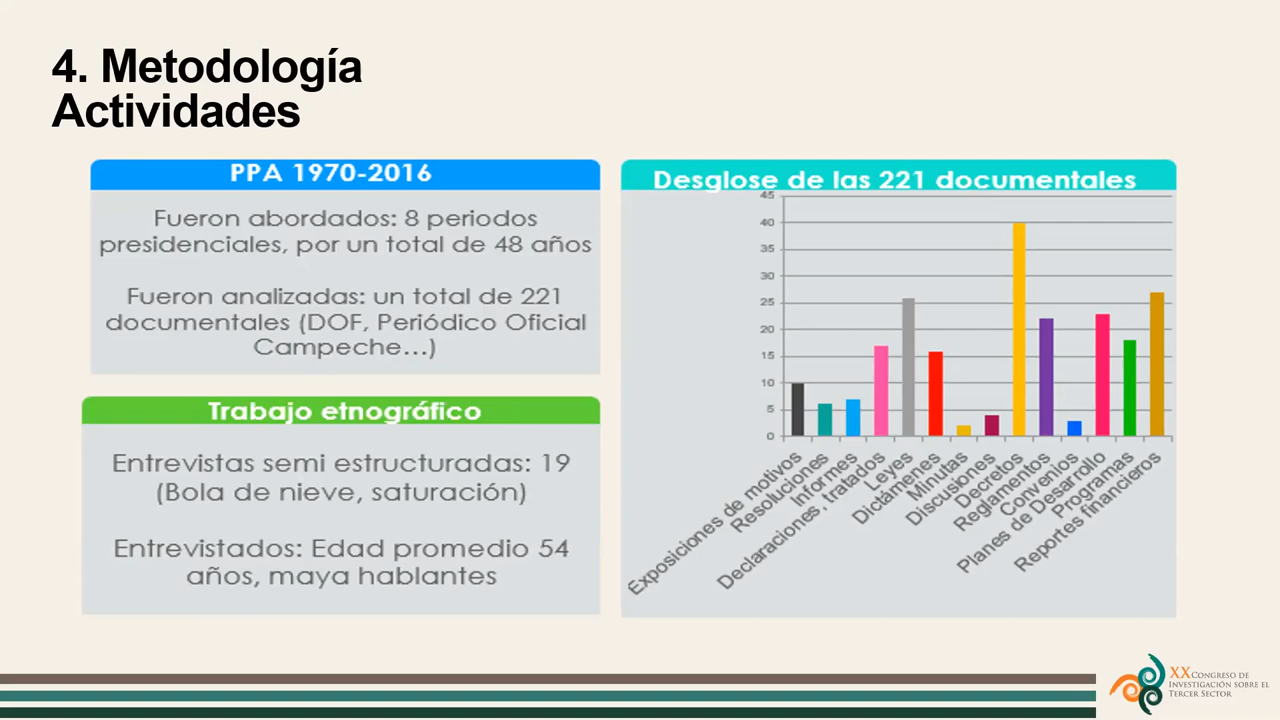 4. Metodología
Actividades
PPA 1970-2016
Fueron abordados: 8 periodos
presidenciales, por un total de 48 años
Fueron analizadas: un total de 221
documentales (DOF, Periódico Oficial
Campeche...)
Trabajo etnográfico
Entrevistas semi estructuradas: 19
(Bola de nieve, saturación)
Entrevistados: Edad promedio 54
años, maya hablantes
Desglose de las 221 documentales
45
40
35
30
25
20
15
10
5
0
Exposiciones de motivos
Resoluciones
Informes
Declaraciones, tratados
Leyes
Dictámenes
Minutas
Discusiones
Decretos
Reglamentos
Convenios
Planes de Desarrollo
Programas
Reportes financieros
XX CONGRESO DE
INVESTIGACIÓN SOBRE EL
TERCER SECTOR